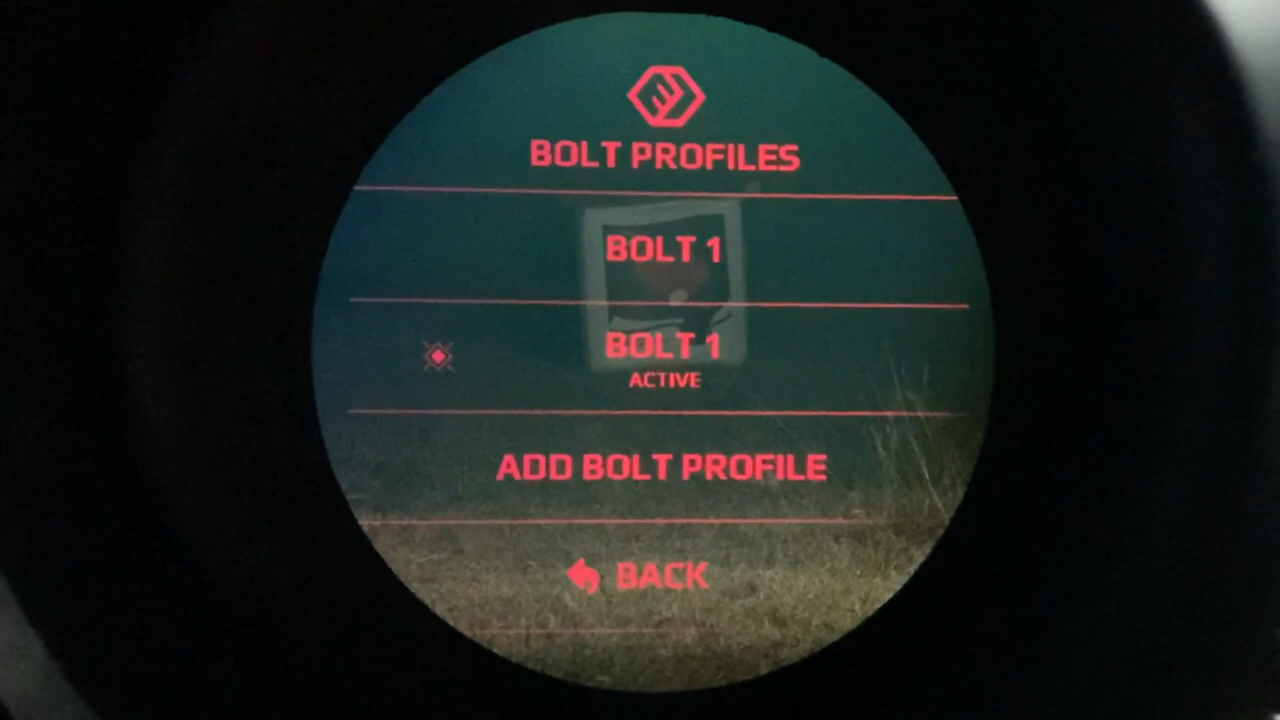 BOLT PROFILES
BOLT 1
BOLT 1
ACTIVE
ADD BOLT PROFILE
BACK